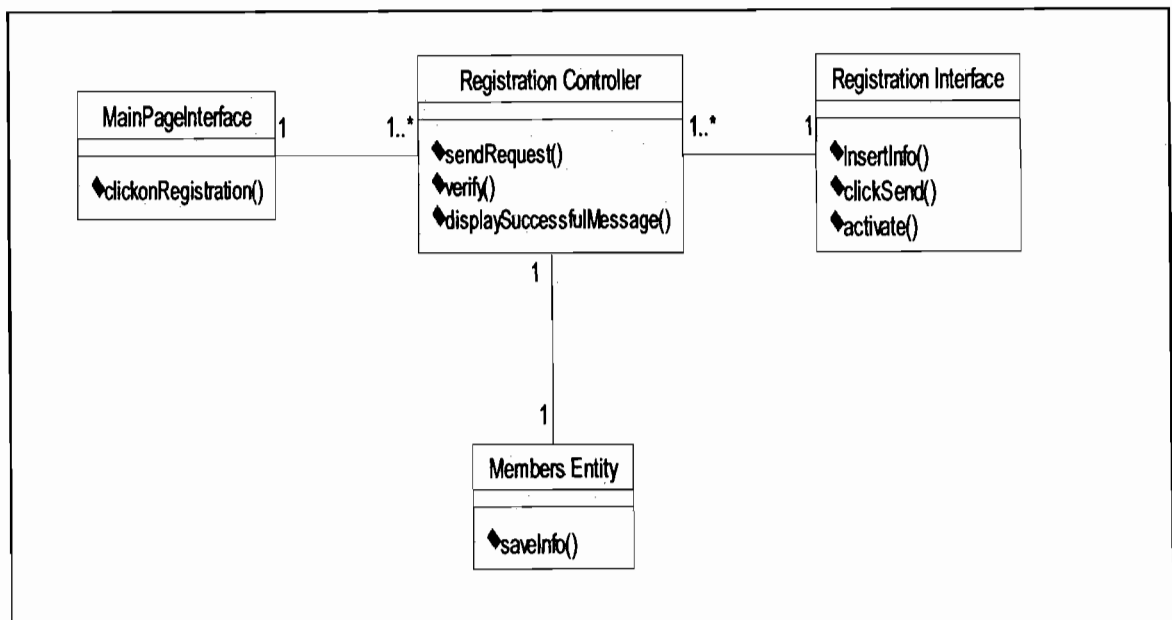 MainPageInterface
clickonRegistration()
1
1..*
Registration Controller
sendRequest()
verify()
displaySuccessfulMessage()
1..*
1
Registration Interface
InsertInfo()
clickSend()
activate()
1
1
Members Entity
saveInfo()